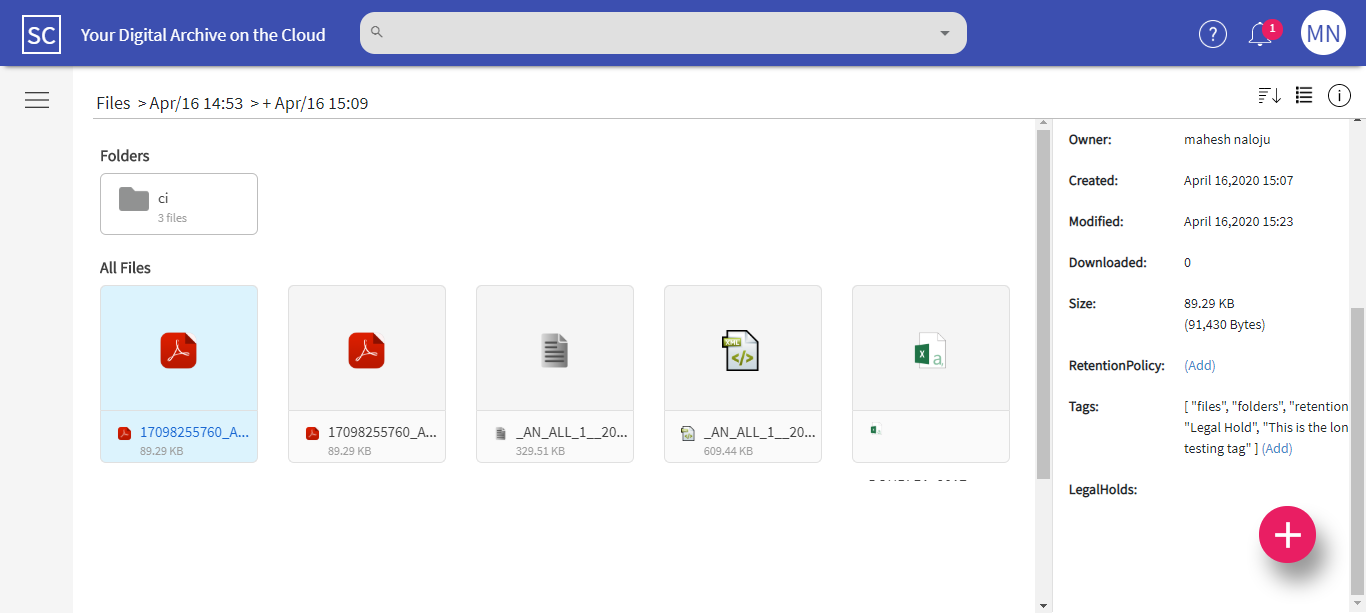 SC Your Digital Archive on the Cloud ? 1 MN
Files > Apr/16 14:53 > + Apr/16 15:09
Folders
ci
3 files
All Files
17098255760_A...
89.29 KB
17098255760_A...
89.29 KB
_AN_ALL_1__20...
329.51 KB
XML
_AN_ALL_1__20...
609.44 KB
X a,
Owner: mahesh naloju
Created: April 16,2020 15:07
Modified: April 16,2020 15:23
Downloaded: 0
Size: 89.29 KB
(91,430 Bytes)
RetentionPolicy: (Add)
Tags: [ "files", "folders", "retention
"Legal Hold", "This is the lon
testing tag" ] (Add)
LegalHolds: